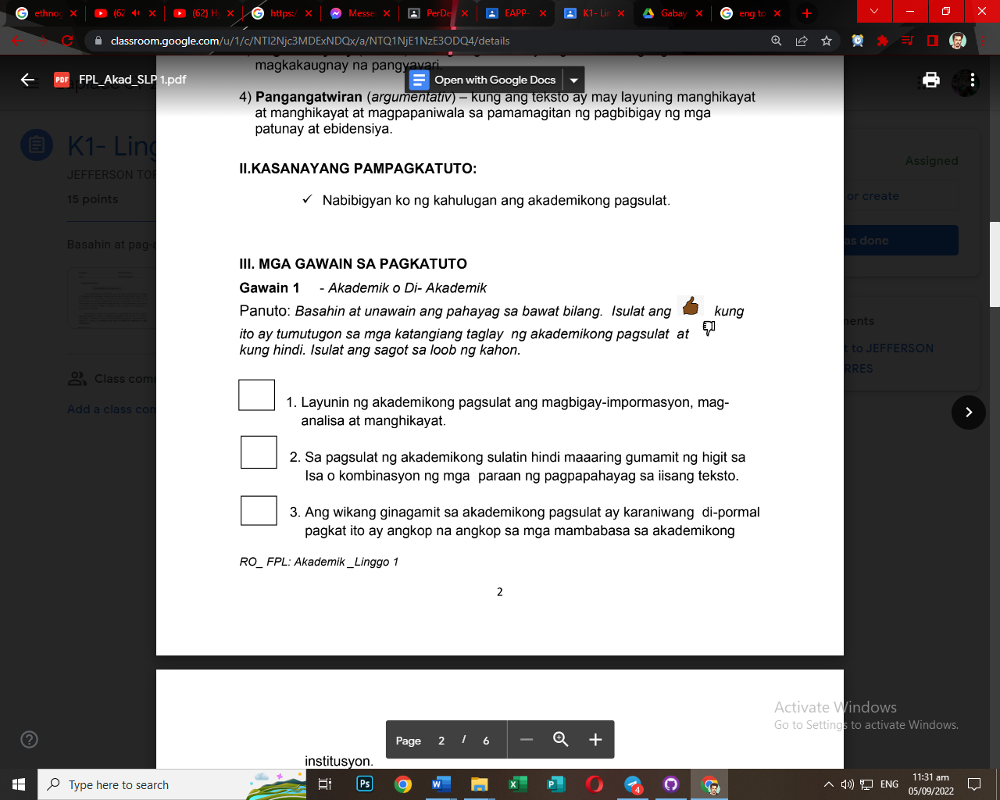 ethnog
(62
(62) Hy
https:/
Messe
PerDe
EAPP-
K1- Lin
Gabay
eng to
classroom.google.com/u/1/c/NTI2Njc3MDExNDQx/a/NTQ1NjE1NzE3ODQ4/details
magkakaugnay na pangyayari.
PDF FPL_Akad_SLP 1.pdf
Open with Google Docs
4) Pangangatwiran (argumentativ) – kung ang teksto ay may layuning manghikayat
at manghikayat at magpapaniwala sa pamamagitan ng pagbibigay ng mga
patunay at ebidensiya.
K1- Ling
JEFFERSON TOR
15 points
Assigned
or create
as done
Basahin at pag-a
II.KASANAYANG PAMPAGKATUTO:
✓ Nabibigyan ko ng kahulugan ang akademikong pagsulat.
III. MGA GAWAIN SA PAGKATUTO
Gawain 1 - Akademik o Di- Akademik
Panuto: Basahin at unawain ang pahayag sa bawat bilang. Isulat ang kung
ito ay tumutugon sa mga katangiang taglay ng akademikong pagsulat at
kung hindi. Isulat ang sagot sa loob ng kahon.
ments
t to JEFFERSON
RRES
Class comm
Add a class com
1. Layunin ng akademikong pagsulat ang magbigay-impormasyon, mag-
analisa at manghikayat.
2. Sa pagsulat ng akademikong sulatin hindi maaaring gumamit ng higit sa
Isa o kombinasyon ng mga paraan ng pagpapahayag sa iisang teksto.
3. Ang wikang ginagamit sa akademikong pagsulat ay karaniwang di-pormal
pagkat ito ay angkop na angkop sa mga mambabasa sa akademikong
RO_ FPL: Akademik _Linggo 1
2
Activate Windows
Go to Settings to activate Windows.
Page 2 / 6
institusyon.
Type here to search
Ps
4
ENG
11:31 am
05/09/2022